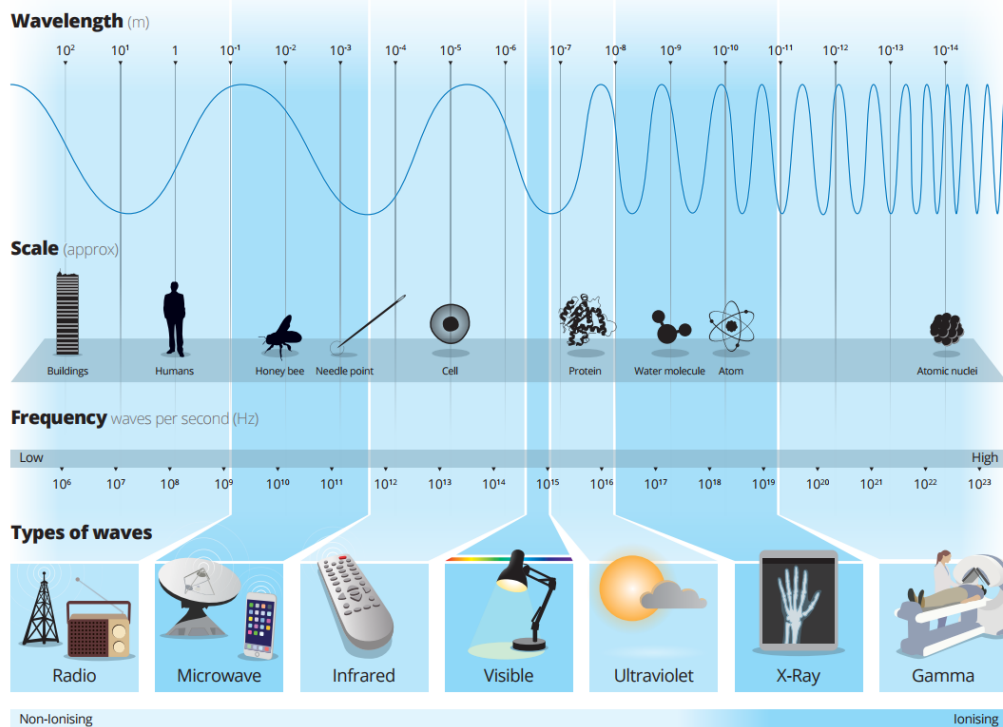 Wavelength (m)
10² 10¹ 1 10⁻¹ 10⁻² 10⁻³ 10⁻⁴ 10⁻⁵ 10⁻⁶ 10⁻⁷ 10⁻⁸ 10⁻⁹ 10⁻¹⁰ 10⁻¹¹ 10⁻¹² 10⁻¹³ 10⁻¹⁴
Scale (approx)
Buildings Humans Honey bee Needle point Cell Protein Water molecule Atom Atomic nuclei
Frequency waves per second (Hz)
Low High
10⁶ 10⁷ 10⁸ 10⁹ 10¹⁰ 10¹¹ 10¹² 10¹³ 10¹⁴ 10¹⁵ 10¹⁶ 10¹⁷ 10¹⁸ 10¹⁹ 10²⁰ 10²¹ 10²² 10²³
Types of waves
Radio Microwave Infrared Visible Ultraviolet X-Ray Gamma
Non-Ionising Ionising